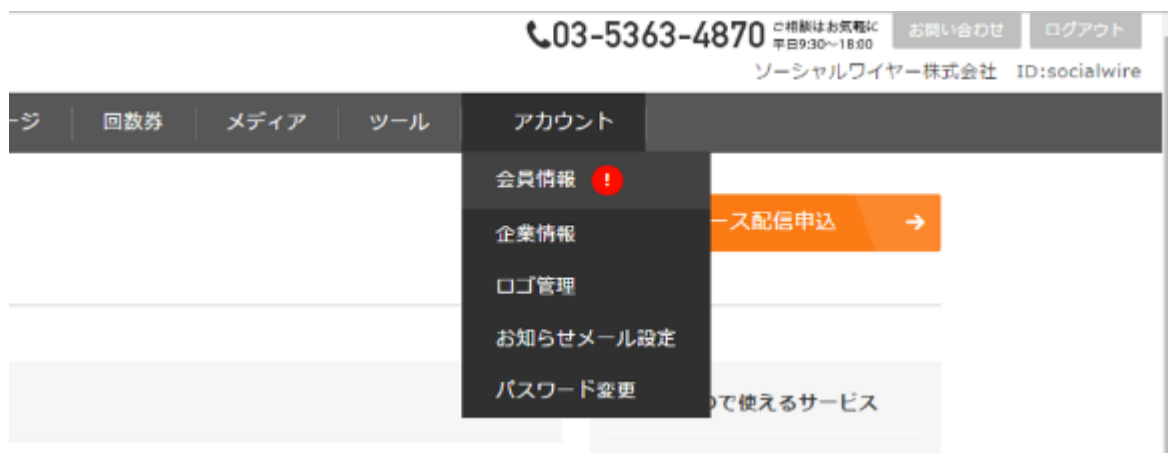 03-5363-4870 ご相談はお気軽に
平日9:30〜18:00
お問い合わせ
ログアウト
ソーシャルワイヤー株式会社 ID:socialwire
ージ 回数券 メディア ツール アカウント
会員情報 !
企業情報
ース配信申込 →
ロゴ管理
お知らせメール設定
パスワード変更
で使えるサービス